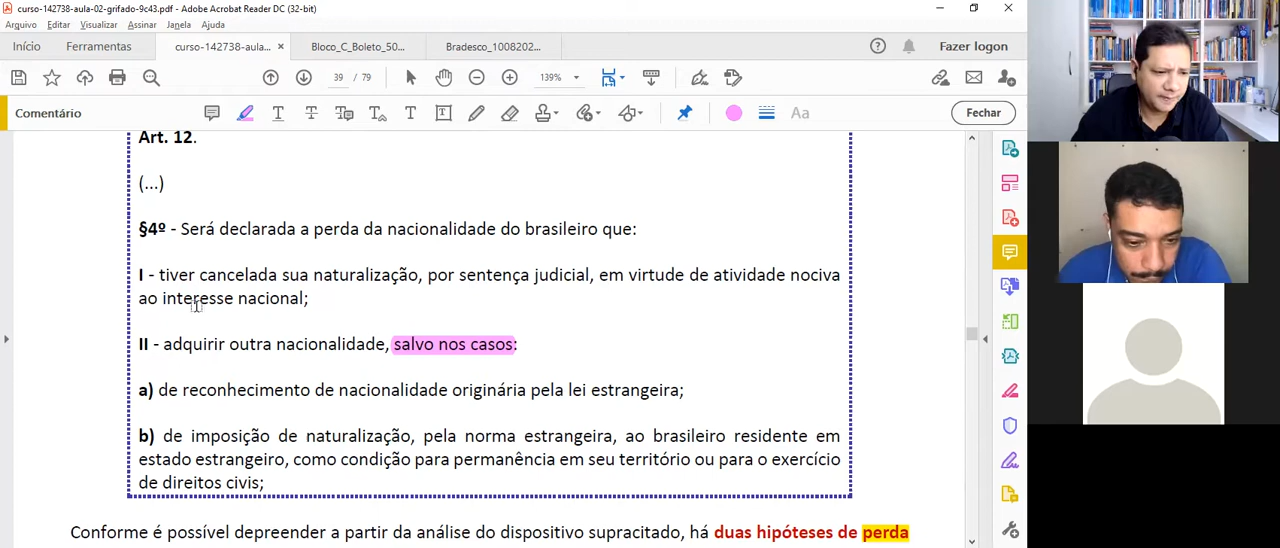 curso-142738-aula-02-grifado-9c43.pdf - Adobe Acrobat Reader DC (32-bit)
Arquivo Editar Visualizar Assinar Janela Ajuda
Início Ferramentas curso-142738-aula... × Bloco_C_Boleto_50... Bradesco_1008202... Fazer logon
39 / 79 139%
Comentário Aa Fechar
Art. 12.
(...)
§4º - Será declarada a perda da nacionalidade do brasileiro que:
I - tiver cancelada sua naturalização, por sentença judicial, em virtude de atividade nociva
ao interesse nacional;
II - adquirir outra nacionalidade, salvo nos casos:
a) de reconhecimento de nacionalidade originária pela lei estrangeira;
b) de imposição de naturalização, pela norma estrangeira, ao brasileiro residente em
estado estrangeiro, como condição para permanência em seu território ou para o exercício
de direitos civis;
Conforme é possível depreender a partir da análise do dispositivo supracitado, há duas hipóteses de perda